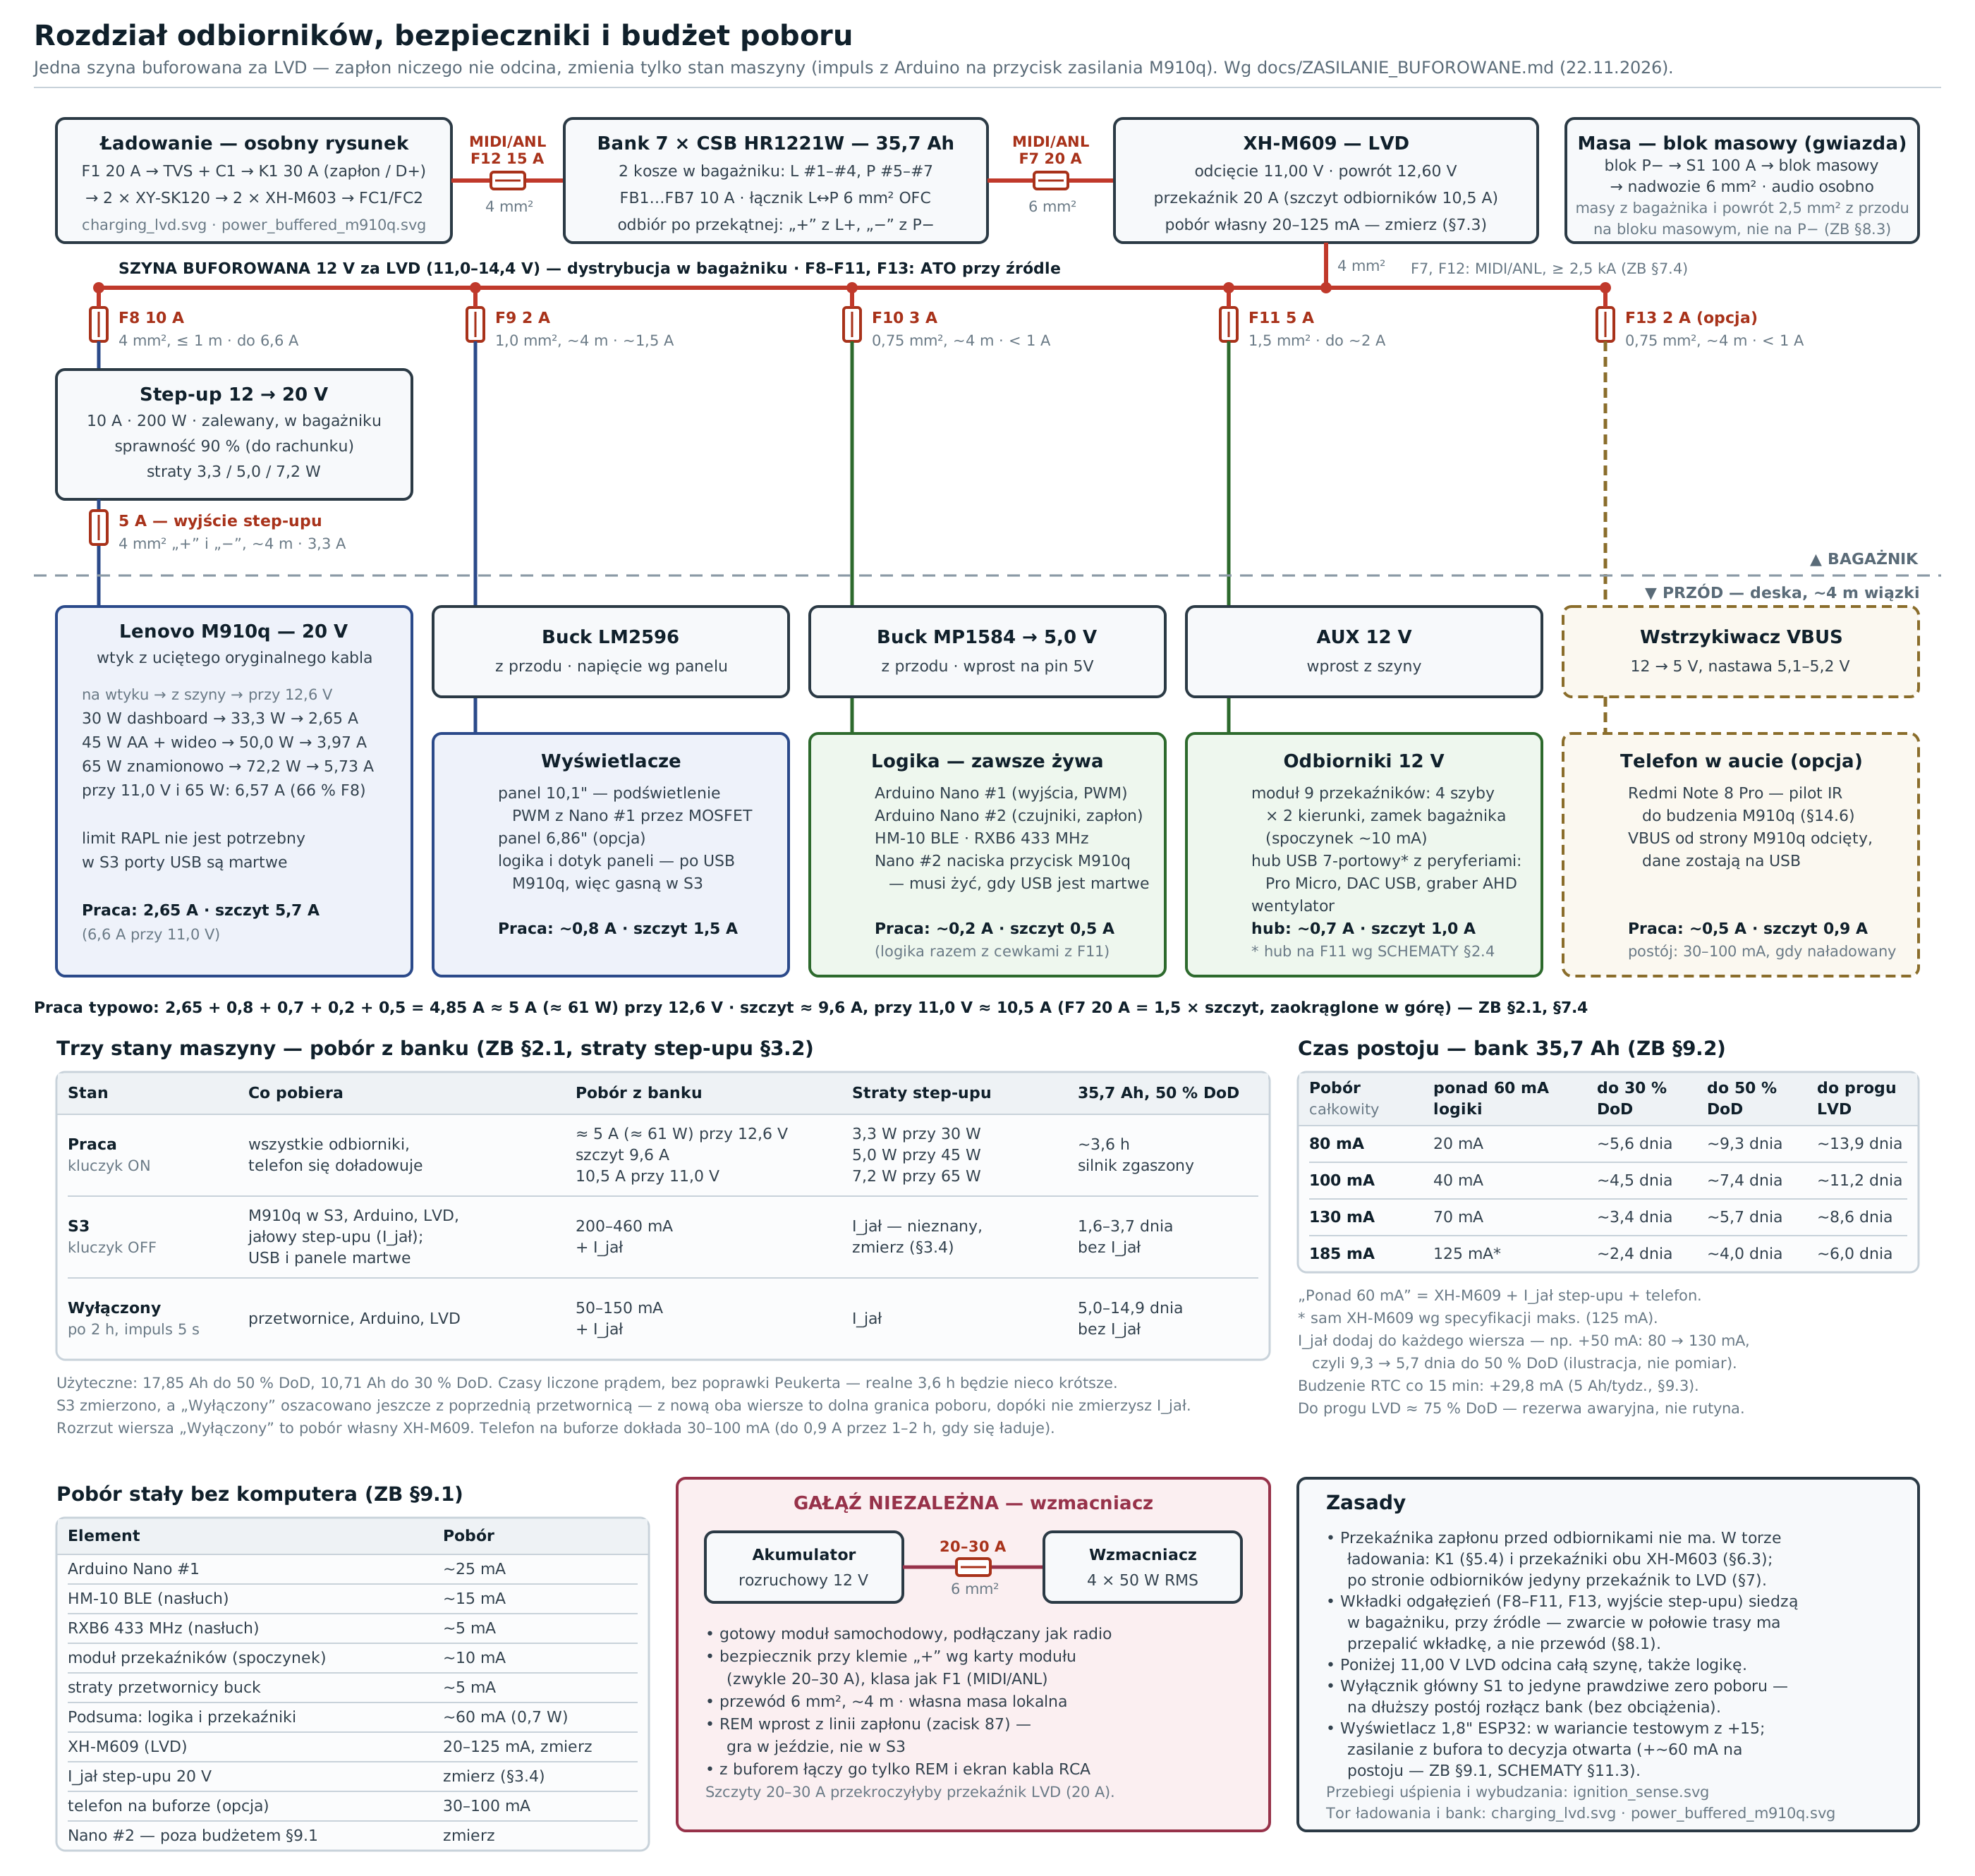 Rozdział odbiorników, bezpieczniki i budżet poboru
Jedna szyna buforowana za LVD — zapłon niczego nie odcina, zmienia tylko stan maszyny (impuls z Arduino na przycisk zasilania M910q). Wg docs/ZASILANIE_BUFOROWANE.md (22.11.2026).
Ładowanie — osobny rysunek
F1 20 A → TVS + C1 → K1 30 A (zapłon / D+)
→ 2 × XY-SK120 → 2 × XH-M603 → FC1/FC2
charging_lvd.svg · power_buffered_m910q.svg
MIDI/ANL
F12 15 A
4 mm²
Bank 7 × CSB HR1221W — 35,7 Ah
2 kosze w bagażniku: L #1–#4, P #5–#7
FB1…FB7 10 A · łącznik L↔P 6 mm² OFC
odbiór po przekątnej: „+” z L+, „−” z P−
MIDI/ANL
F7 20 A
6 mm²
XH-M609 — LVD
odcięcie 11,00 V · powrót 12,60 V
przekaźnik 20 A (szczyt odbiorników 10,5 A)
pobór własny 20–125 mA — zmierz (§7.3)
Masa — blok masowy (gwiazda)
blok P− → S1 100 A → blok masowy
→ nadwozie 6 mm² · audio osobno
masy z bagażnika i powrót 2,5 mm² z przodu
na bloku masowym, nie na P− (ZB §8.3)
SZYNA BUFOROWANA 12 V za LVD (11,0–14,4 V) — dystrybucja w bagażniku · F8–F11, F13: ATO przy źródle
4 mm²
F7, F12: MIDI/ANL, ≥ 2,5 kA (ZB §7.4)
F8 10 A
4 mm², ≤ 1 m · do 6,6 A
F9 2 A
1,0 mm², ~4 m · ~1,5 A
F10 3 A
0,75 mm², ~4 m · < 1 A
F11 5 A
1,5 mm² · do ~2 A
F13 2 A (opcja)
0,75 mm², ~4 m · < 1 A
Step-up 12 → 20 V
10 A · 200 W · zalewany, w bagażniku
sprawność 90 % (do rachunku)
straty 3,3 / 5,0 / 7,2 W
5 A — wyjście step-upu
4 mm² „+” i „−”, ~4 m · 3,3 A
▲ BAGAŻNIK
▼ PRZÓD — deska, ~4 m wiązki
Lenovo M910q — 20 V
wtyk z uciętego oryginalnego kabla
na wtyku → z szyny → przy 12,6 V
30 W dashboard → 33,3 W → 2,65 A
45 W AA + wideo → 50,0 W → 3,97 A
65 W znamionowo → 72,2 W → 5,73 A
przy 11,0 V i 65 W: 6,57 A (66 % F8)
limit RAPL nie jest potrzebny
w S3 porty USB są martwe
Praca: 2,65 A · szczyt 5,7 A
(6,6 A przy 11,0 V)
Buck LM2596
z przodu · napięcie wg panelu
Wyświetlacze
panel 10,1" — podświetlenie
PWM z Nano #1 przez MOSFET
panel 6,86" (opcja)
logika i dotyk paneli — po USB
M910q, więc gasną w S3
Praca: ~0,8 A · szczyt 1,5 A
Buck MP1584 → 5,0 V
z przodu · wprost na pin 5V
Logika — zawsze żywa
Arduino Nano #1 (wyjścia, PWM)
Arduino Nano #2 (czujniki, zapłon)
HM-10 BLE · RXB6 433 MHz
Nano #2 naciska przycisk M910q
— musi żyć, gdy USB jest martwe
Praca: ~0,2 A · szczyt 0,5 A
(logika razem z cewkami z F11)
AUX 12 V
wprost z szyny
Odbiorniki 12 V
moduł 9 przekaźników: 4 szyby
× 2 kierunki, zamek bagażnika
(spoczynek ~10 mA)
hub USB 7-portowy* z peryferiami:
Pro Micro, DAC USB, graber AHD
wentylator
hub: ~0,7 A · szczyt 1,0 A
* hub na F11 wg SCHEMATY §2.4
Wstrzykiwacz VBUS
12 → 5 V, nastawa 5,1–5,2 V
Telefon w aucie (opcja)
Redmi Note 8 Pro — pilot IR
do budzenia M910q (§14.6)
VBUS od strony M910q odcięty,
dane zostają na USB
Praca: ~0,5 A · szczyt 0,9 A
postój: 30–100 mA, gdy naładowany
Praca typowo: 2,65 + 0,8 + 0,7 + 0,2 + 0,5 = 4,85 A ≈ 5 A (≈ 61 W) przy 12,6 V · szczyt ≈ 9,6 A, przy 11,0 V ≈ 10,5 A (F7 20 A = 1,5 × szczyt, zaokrąglone w górę) — ZB §2.1, §7.4
Trzy stany maszyny — pobór z banku (ZB §2.1, straty step-upu §3.2)
Stan Co pobiera Pobór z banku Straty step-upu 35,7 Ah, 50 % DoD
Praca
kluczyk ON
wszystkie odbiorniki,
telefon się doładowuje
≈ 5 A (≈ 61 W) przy 12,6 V
szczyt 9,6 A
10,5 A przy 11,0 V
3,3 W przy 30 W
5,0 W przy 45 W
7,2 W przy 65 W
~3,6 h
silnik zgaszony
S3
kluczyk OFF
M910q w S3, Arduino, LVD,
jałowy step-upu (I_jał);
USB i panele martwe
200–460 mA
+ I_jał
I_jał — nieznany,
zmierz (§3.4)
1,6–3,7 dnia
bez I_jał
Wyłączony
po 2 h, impuls 5 s
przetwornice, Arduino, LVD
50–150 mA
+ I_jał
I_jał
5,0–14,9 dnia
bez I_jał
Użyteczne: 17,85 Ah do 50 % DoD, 10,71 Ah do 30 % DoD. Czasy liczone prądem, bez poprawki Peukerta — realne 3,6 h będzie nieco krótsze.
S3 zmierzono, a „Wyłączony” oszacowano jeszcze z poprzednią przetwornicą — z nową oba wiersze to dolna granica poboru, dopóki nie zmierzysz I_jał.
Rozrzut wiersza „Wyłączony” to pobór własny XH-M609. Telefon na buforze dokłada 30–100 mA (do 0,9 A przez 1–2 h, gdy się ładuje).
Czas postoju — bank 35,7 Ah (ZB §9.2)
Pobór ponad 60 mA do 30 % do 50 % do progu
całkowity logiki DoD DoD LVD
80 mA 20 mA ~5,6 dnia ~9,3 dnia ~13,9 dnia
100 mA 40 mA ~4,5 dnia ~7,4 dnia ~11,2 dnia
130 mA 70 mA ~3,4 dnia ~5,7 dnia ~8,6 dnia
185 mA 125 mA* ~2,4 dnia ~4,0 dnia ~6,0 dnia
„Ponad 60 mA” = XH-M609 + I_jał step-upu + telefon.
* sam XH-M609 wg specyfikacji maks. (125 mA).
I_jał dodaj do każdego wiersza — np. +50 mA: 80 → 130 mA,
czyli 9,3 → 5,7 dnia do 50 % DoD (ilustracja, nie pomiar).
Budzenie RTC co 15 min: +29,8 mA (5 Ah/tydz., §9.3).
Do progu LVD ≈ 75 % DoD — rezerwa awaryjna, nie rutyna.
Pobór stały bez komputera (ZB §9.1)
Element Pobór
Arduino Nano #1 ~25 mA
HM-10 BLE (nasłuch) ~15 mA
RXB6 433 MHz (nasłuch) ~5 mA
moduł przekaźników (spoczynek) ~10 mA
straty przetwornicy buck ~5 mA
Podsuma: logika i przekaźniki ~60 mA (0,7 W)
XH-M609 (LVD) 20–125 mA, zmierz
I_jał step-upu 20 V zmierz (§3.4)
telefon na buforze (opcja) 30–100 mA
Nano #2 — poza budżetem §9.1 zmierz
GAŁĄŹ NIEZALEŻNA — wzmacniacz
Akumulator
rozruchowy 12 V
20–30 A
6 mm²
Wzmacniacz
4 × 50 W RMS
• gotowy moduł samochodowy, podłączany jak radio
• bezpiecznik przy klemie „+” wg karty modułu
(zwykle 20–30 A), klasa jak F1 (MIDI/ANL)
• przewód 6 mm², ~4 m · własna masa lokalna
• REM wprost z linii zapłonu (zacisk 87) —
gra w jeździe, nie w S3
• z buforem łączy go tylko REM i ekran kabla RCA
Szczyty 20–30 A przekroczyłyby przekaźnik LVD (20 A).
Zasady
• Przekaźnika zapłonu przed odbiornikami nie ma. W torze
ładowania: K1 (§5.4) i przekaźniki obu XH-M603 (§6.3);
po stronie odbiorników jedyny przekaźnik to LVD (§7).
• Wkładki odgałęzień (F8–F11, F13, wyjście step-upu) siedzą
w bagażniku, przy źródle — zwarcie w połowie trasy ma
przepalić wkładkę, a nie przewód (§8.1).
• Poniżej 11,00 V LVD odcina całą szynę, także logikę.
• Wyłącznik główny S1 to jedyne prawdziwe zero poboru —
na dłuższy postój rozłącz bank (bez obciążenia).
• Wyświetlacz 1,8" ESP32: w wariancie testowym z +15;
zasilanie z bufora to decyzja otwarta (+~60 mA na
postoju — ZB §9.1, SCHEMATY §11.3).
Przebiegi uśpienia i wybudzania: ignition_sense.svg
Tor ładowania i bank: charging_lvd.svg · power_buffered_m910q.svg